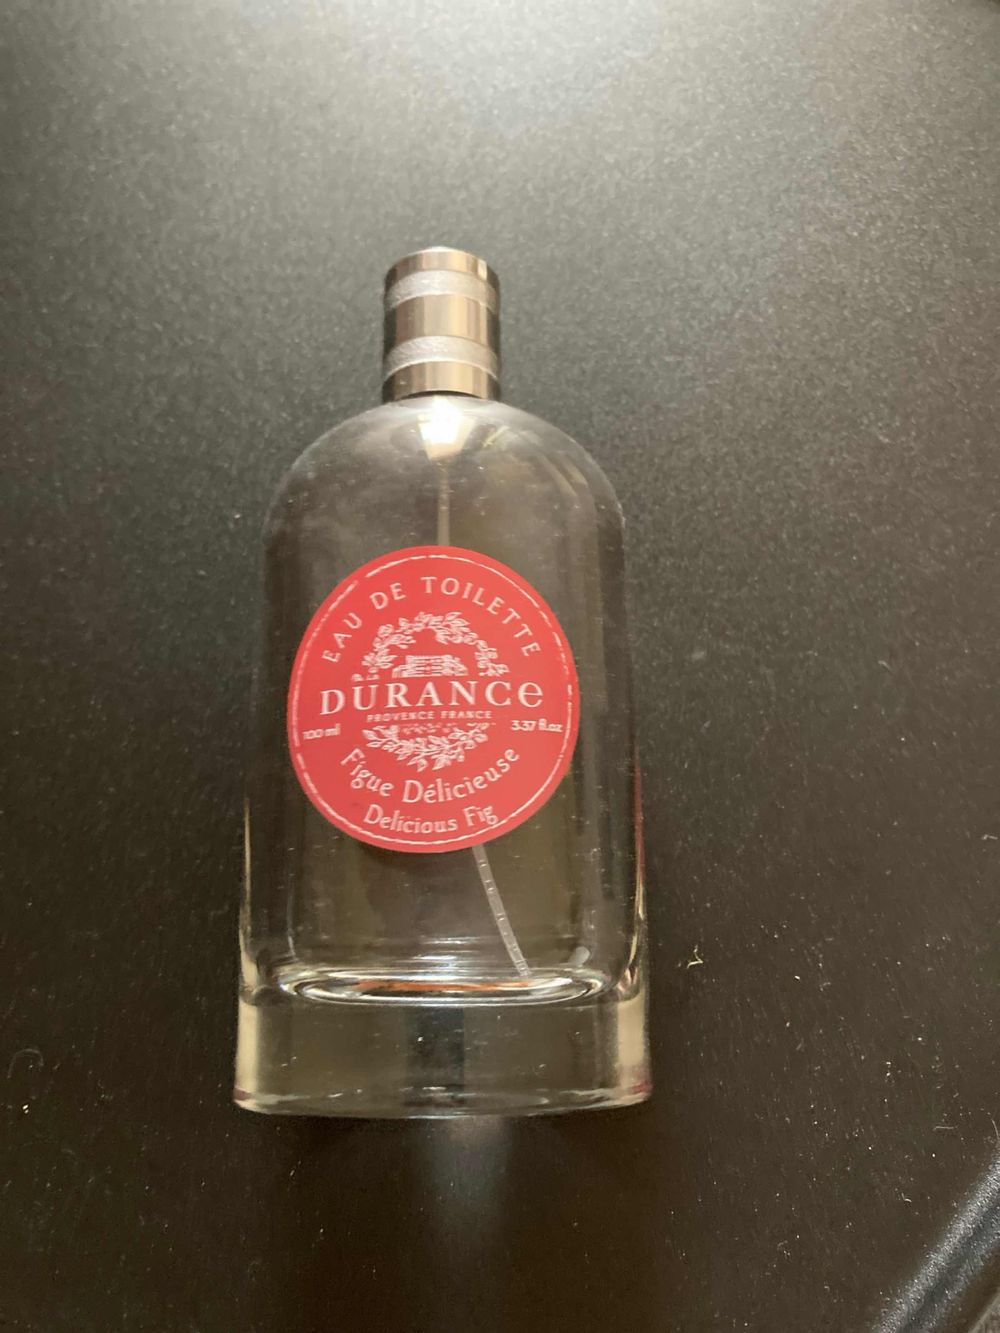 EAU DE TOILETTE
DURANCE
PROVENCE FRANCE
100 ml
3.37 fl.oz
Figue Délicieuse
Delicious Fig